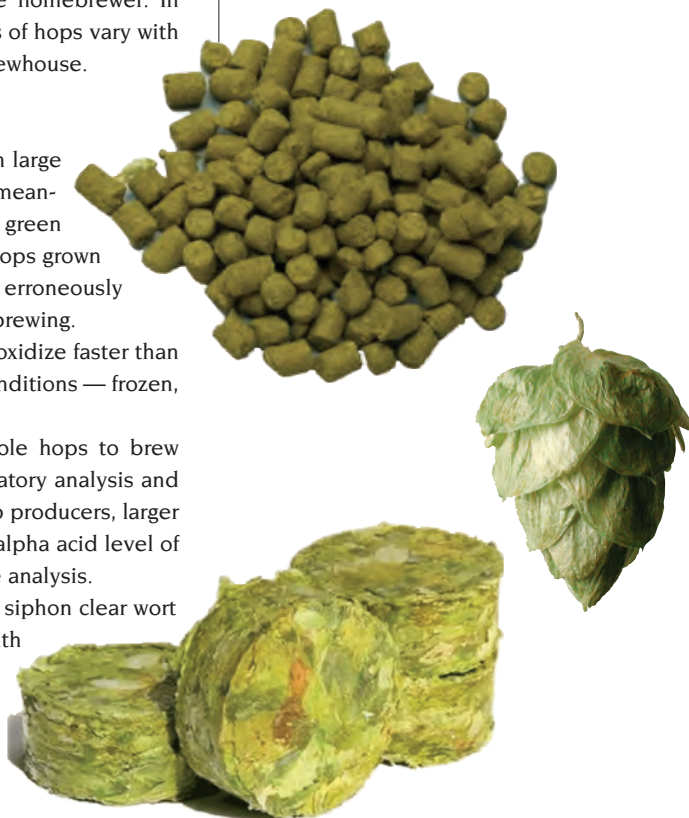 e homebrewer. In
s of hops vary with
ewhouse.
n large
mean-
green
ops grown
erroneously
brewing.
oxidize faster than
nditions — frozen,
ole hops to brew
atory analysis and
p producers, larger
alpha acid level of
e analysis.
siphon clear wort
th